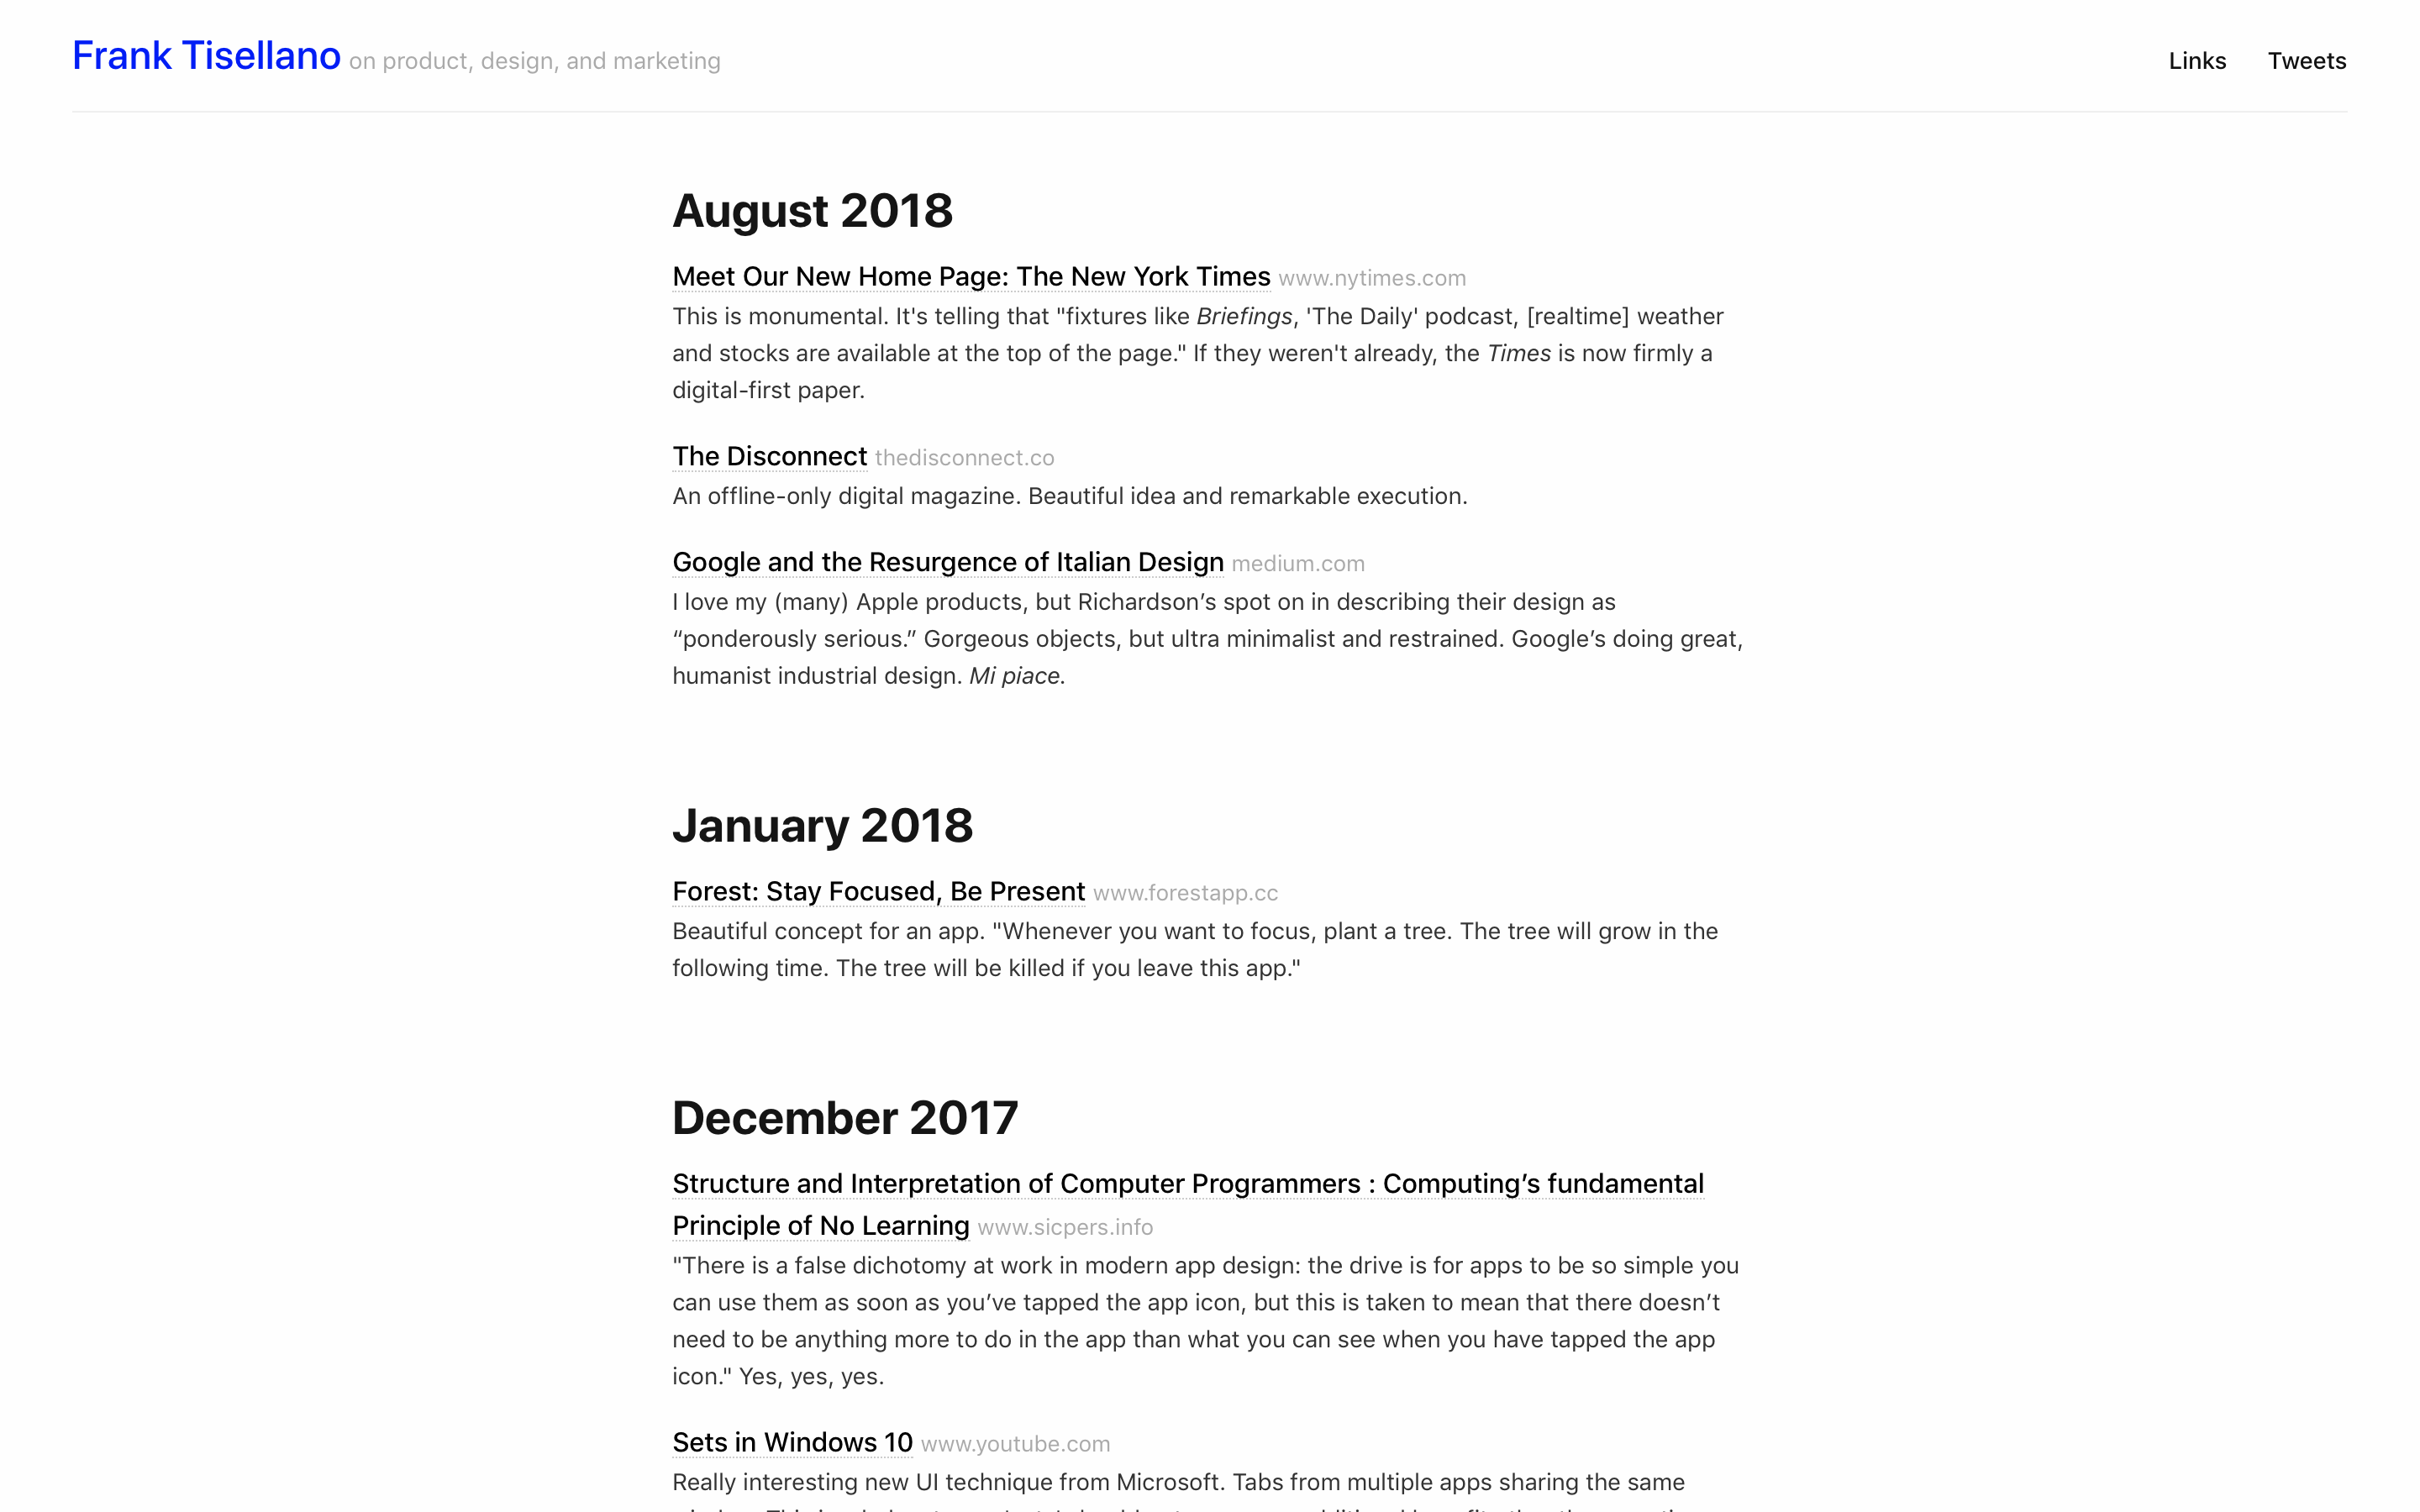 Frank Tisellano on product, design, and marketing
Links Tweets
August 2018
Meet Our New Home Page: The New York Times www.nytimes.com
This is monumental. It's telling that "fixtures like Briefings, 'The Daily' podcast, [realtime] weather
and stocks are available at the top of the page." If they weren't already, the Times is now firmly a
digital-first paper.
The Disconnect thedisconnect.co
An offline-only digital magazine. Beautiful idea and remarkable execution.
Google and the Resurgence of Italian Design medium.com
I love my (many) Apple products, but Richardson’s spot on in describing their design as
“ponderously serious.” Gorgeous objects, but ultra minimalist and restrained. Google’s doing great,
humanist industrial design. Mi piace.
January 2018
Forest: Stay Focused, Be Present www.forestapp.cc
Beautiful concept for an app. "Whenever you want to focus, plant a tree. The tree will grow in the
following time. The tree will be killed if you leave this app."
December 2017
Structure and Interpretation of Computer Programmers : Computing’s fundamental
Principle of No Learning www.sicpers.info
"There is a false dichotomy at work in modern app design: the drive is for apps to be so simple you
can use them as soon as you’ve tapped the app icon, but this is taken to mean that there doesn’t
need to be anything more to do in the app than what you can see when you have tapped the app
icon." Yes, yes, yes.
Sets in Windows 10 www.youtube.com
Really interesting new UI technique from Microsoft. Tabs from multiple apps sharing the same